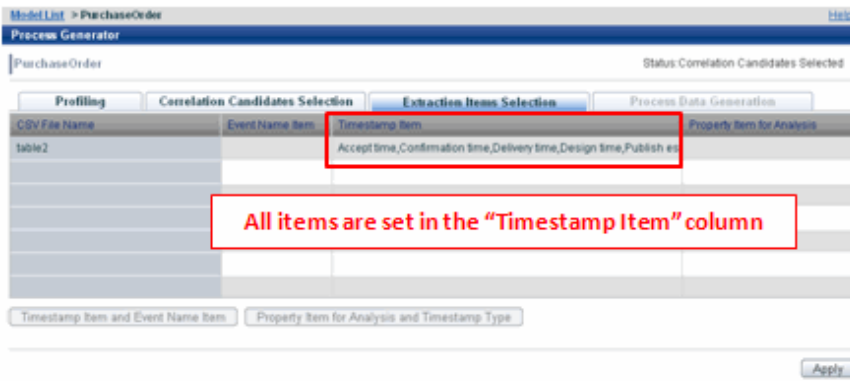 Model List > PurchaseOrder Help
Process Generator
PurchaseOrder Status:Correlation Candidates Selected
Profiling Correlation Candidates Selection Extraction Items Selection Process Data Generation
CSV File Name Event Name Item Timestamp Item Property Item for Analysis
table2 Accept time,Confirmation time,Delivery time,Design time,Publish es
All items are set in the “Timestamp Item” column
Timestamp Item and Event Name Item Property Item for Analysis and Timestamp Type
Apply